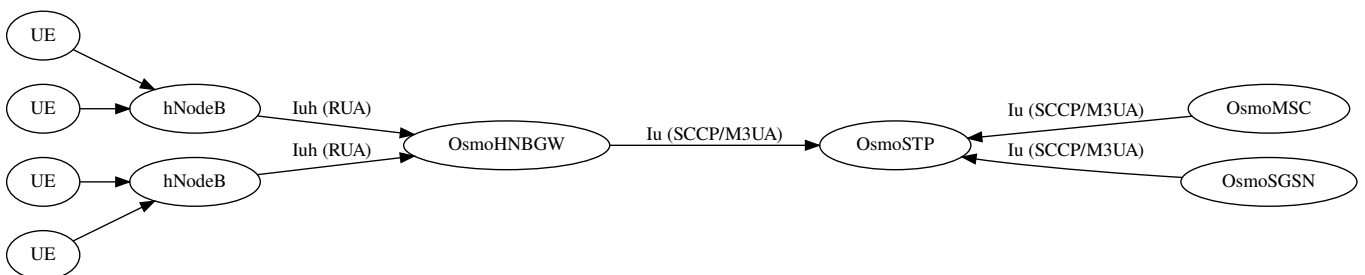 UE
UE
UE
UE
hNodeB
hNodeB
Iuh (RUA)
Iuh (RUA)
OsmoHNBGW
Iu (SCCP/M3UA)
OsmoSTP
Iu (SCCP/M3UA)
Iu (SCCP/M3UA)
OsmoMSC
OsmoSGSN